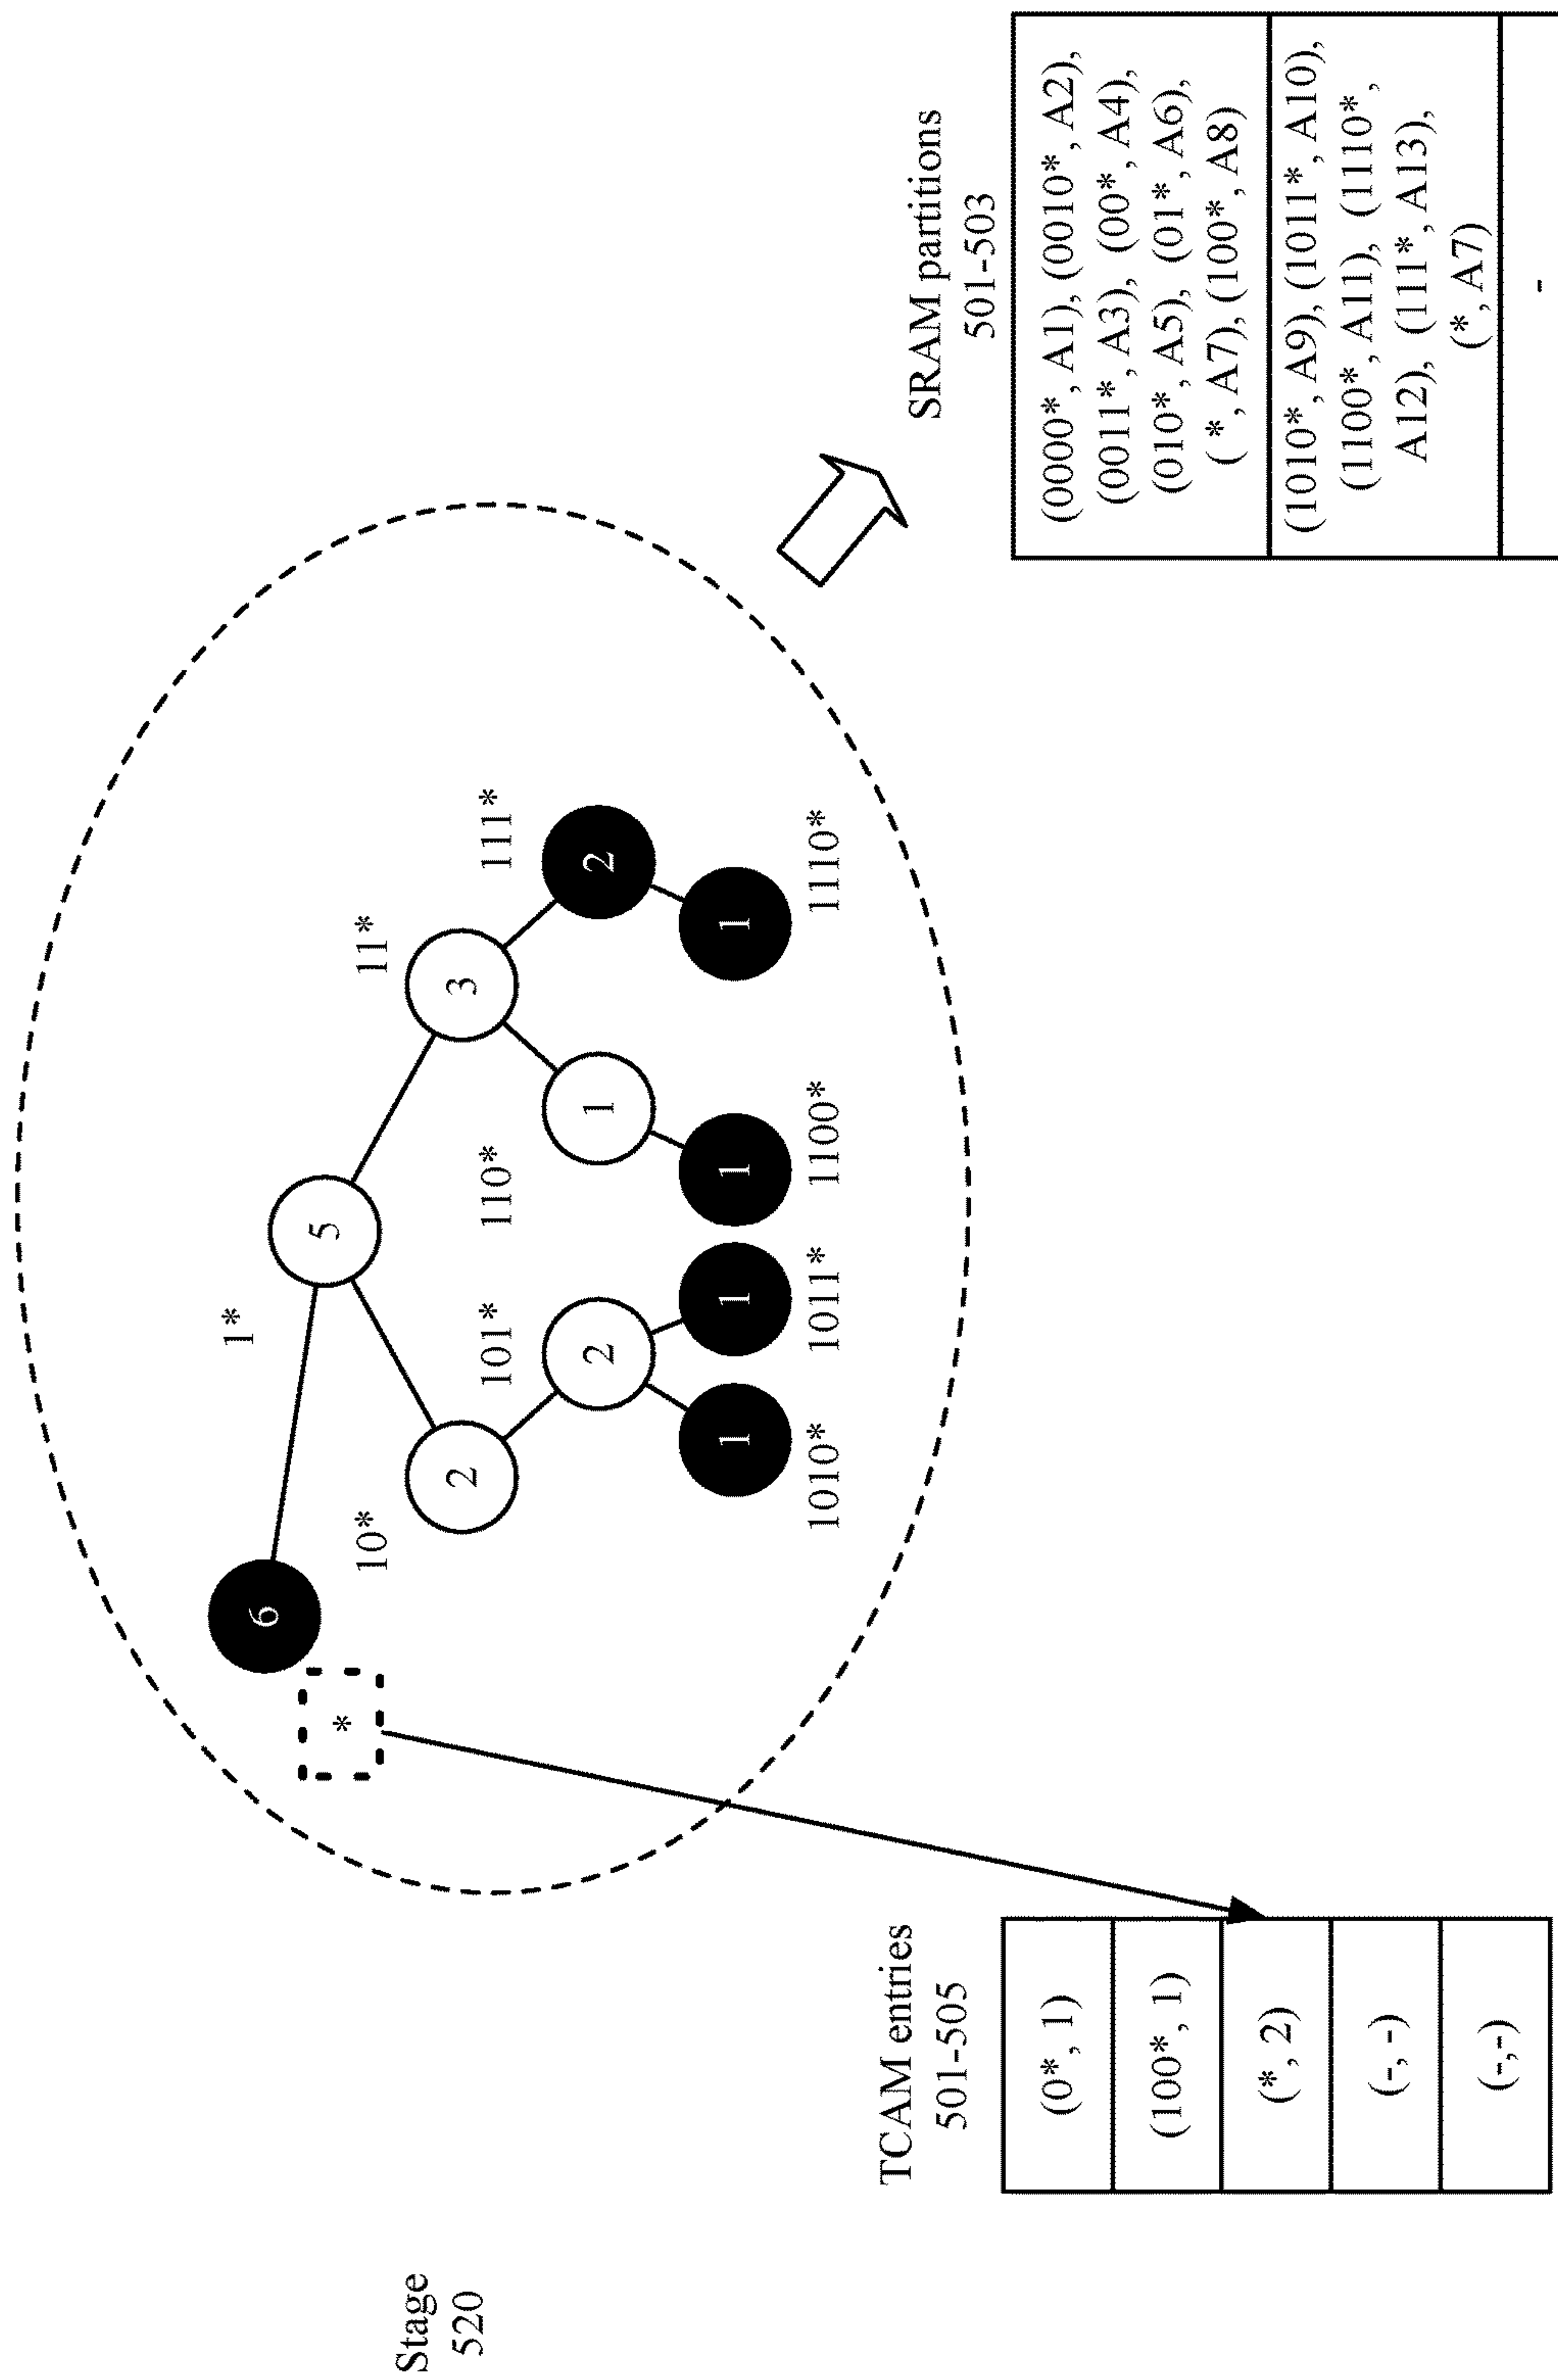 Stage
520
6
*
1*
5
10*
2
11*
3
101*
2
110*
1
111*
2
1
1010*
1
1011*
1
1100*
1
1110*
TCAM entries
501-505
(0*, 1)
(100*, 1)
(*, 2)
(-, -)
(-,-)
SRAM partitions
501-503
(0000*, A1), (0010*, A2),
(0011*, A3), (00*, A4),
(010*, A5), (01*, A6),
( *, A7), (100*, A8)
(1010*, A9), (1011*, A10),
(1100*, A11), (1110*,
A12), (111*, A13),
(*, A7)
-